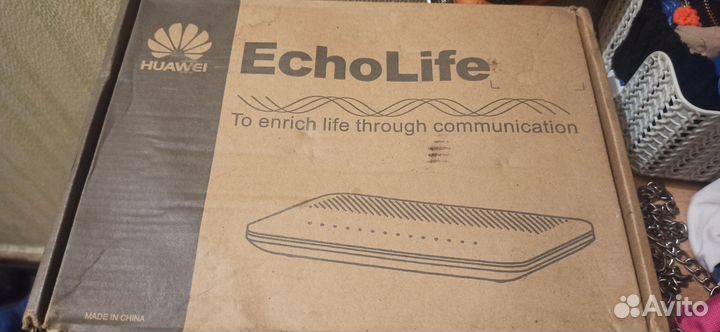 HUAWEI
EchoLife
To enrich life through communication
MADE IN CHINA
Avito